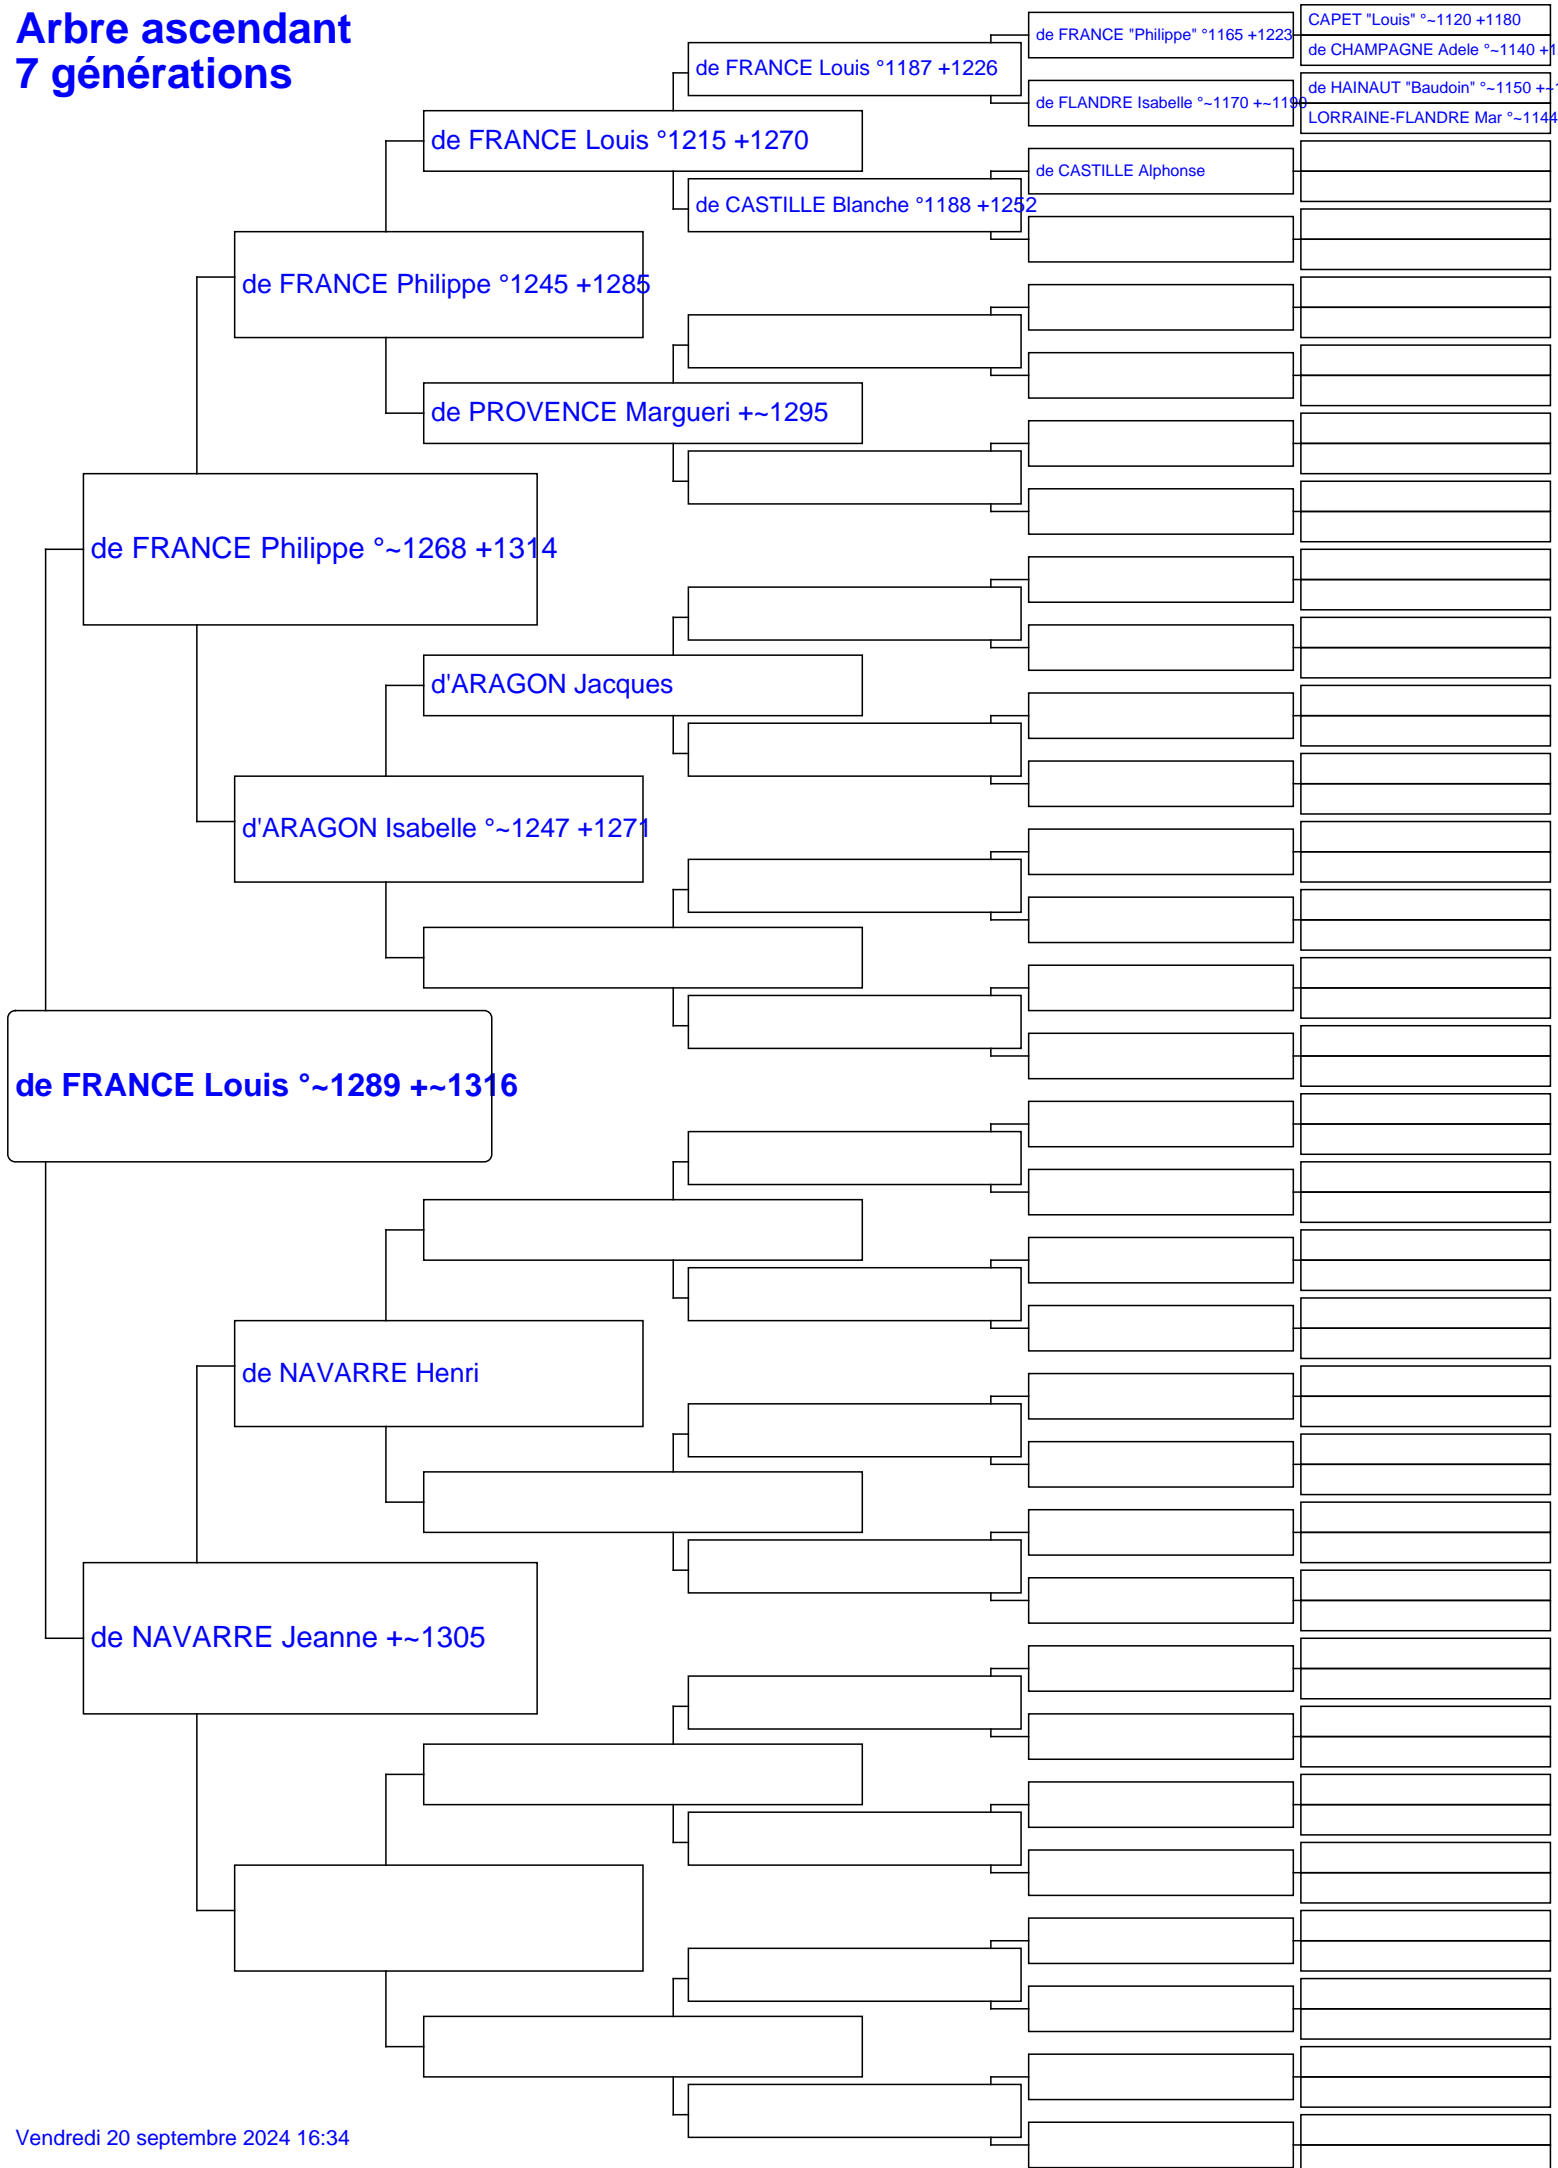 Arbre ascendant
7 générations
CAPET "Louis" °~1120 +1180
de FRANCE "Philippe" °1165 +1223
de CHAMPAGNE Adele °~1140 +1
de FRANCE Louis °1187 +1226
de HAINAUT "Baudoin" °~1150 +~1
de FLANDRE Isabelle °~1170 +~1190
LORRAINE-FLANDRE Mar °~1144
de FRANCE Louis °1215 +1270
de CASTILLE Alphonse
de CASTILLE Blanche °1188 +1252
de FRANCE Philippe °1245 +1285
de PROVENCE Margueri +~1295
de FRANCE Philippe °~1268 +1314
d'ARAGON Jacques
d'ARAGON Isabelle °~1247 +1271
de FRANCE Louis °~1289 +~1316
de NAVARRE Henri
de NAVARRE Jeanne +~1305
Vendredi 20 septembre 2024 16:34